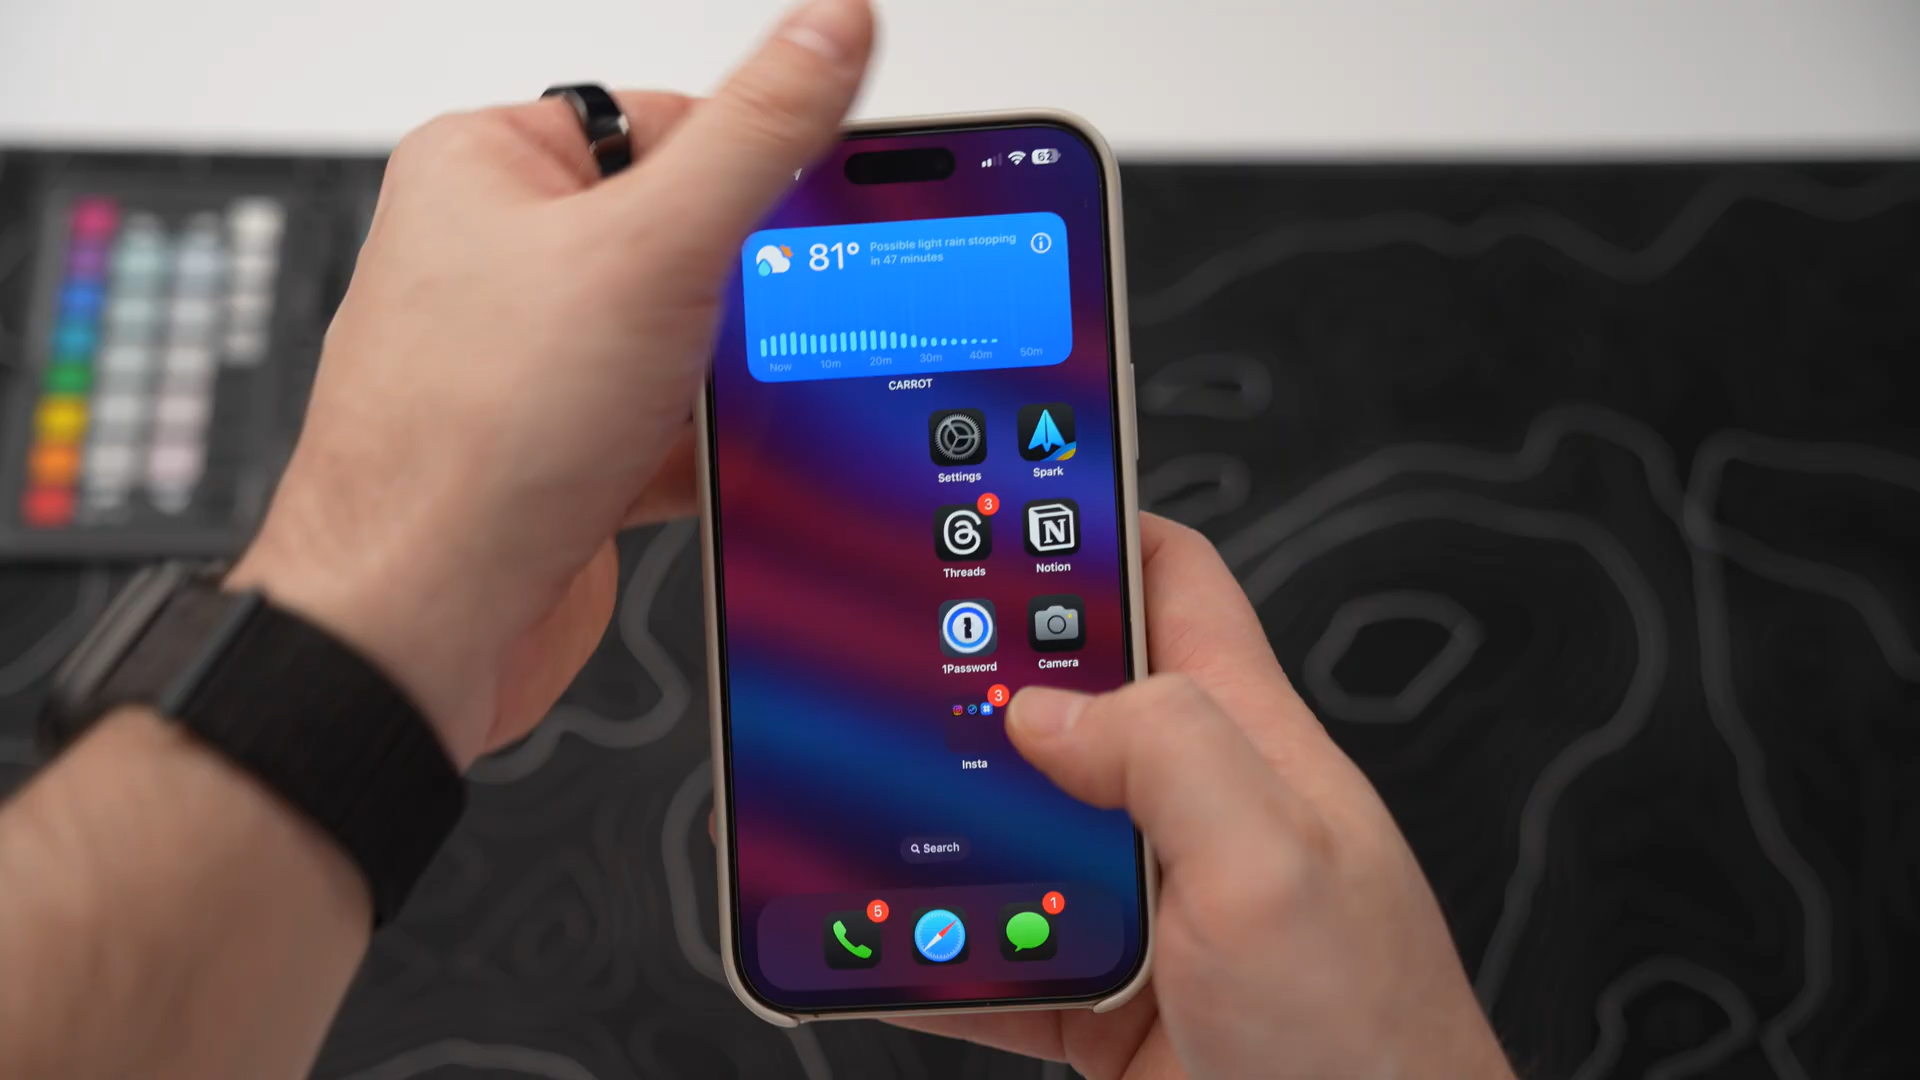 62
81° Possible light rain stopping
in 47 minutes
Now 10m 20m 30m 40m 50m
CARROT
Settings Spark
3
Threads Notion
1Password Camera
3
Insta
Search
5 1